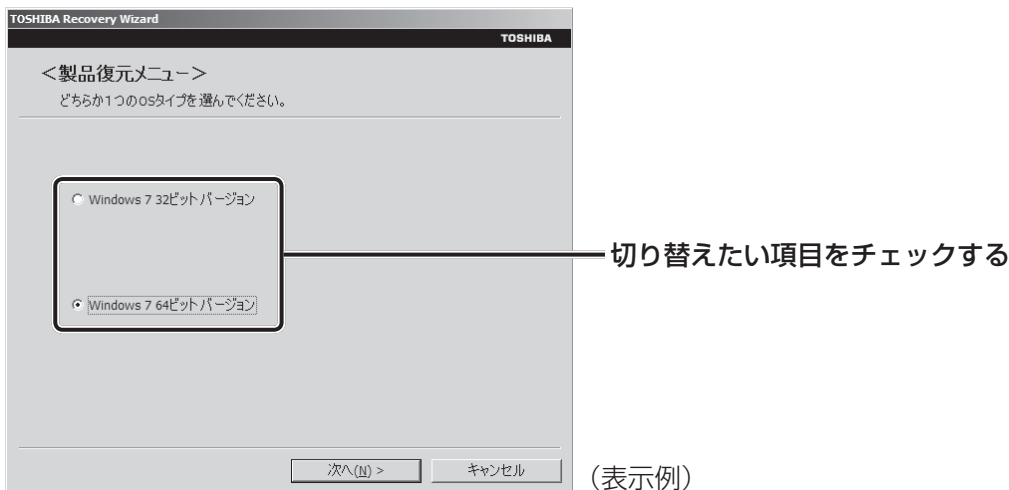 TOSHIBA Recovery Wizard
TOSHIBA
＜製品復元メニュー＞
どちらか1つのOSタイプを選んでください。
Windows 7 32ビットバージョン
切り替えたい項目をチェックする
Windows 7 64ビットバージョン
次へ(N) >
キャンセル
（表示例）